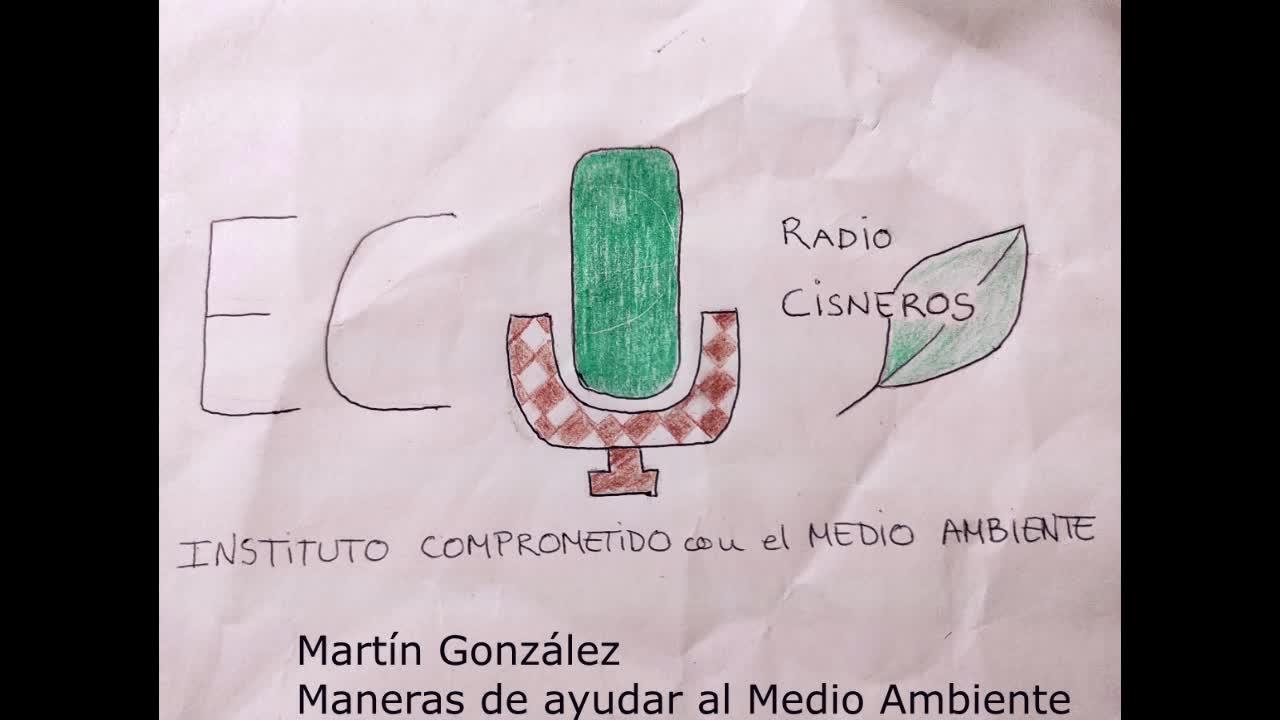 EC
RADIO
CISNEROS
INSTITUTO COMPROMETIDO con el MEDIO AMBIENTE
Martín González
Maneras de ayudar al Medio Ambiente